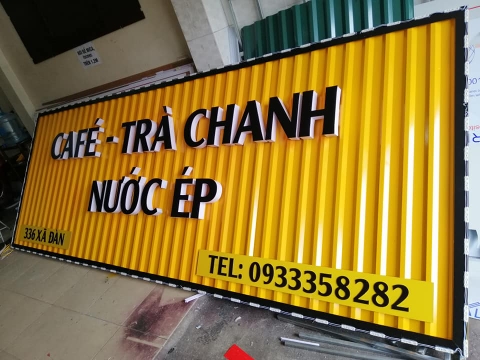 CAFÉ - TRÀ CHANH
NƯỚC ÉP
336 XÃ ĐÀN
TEL: 0933358282